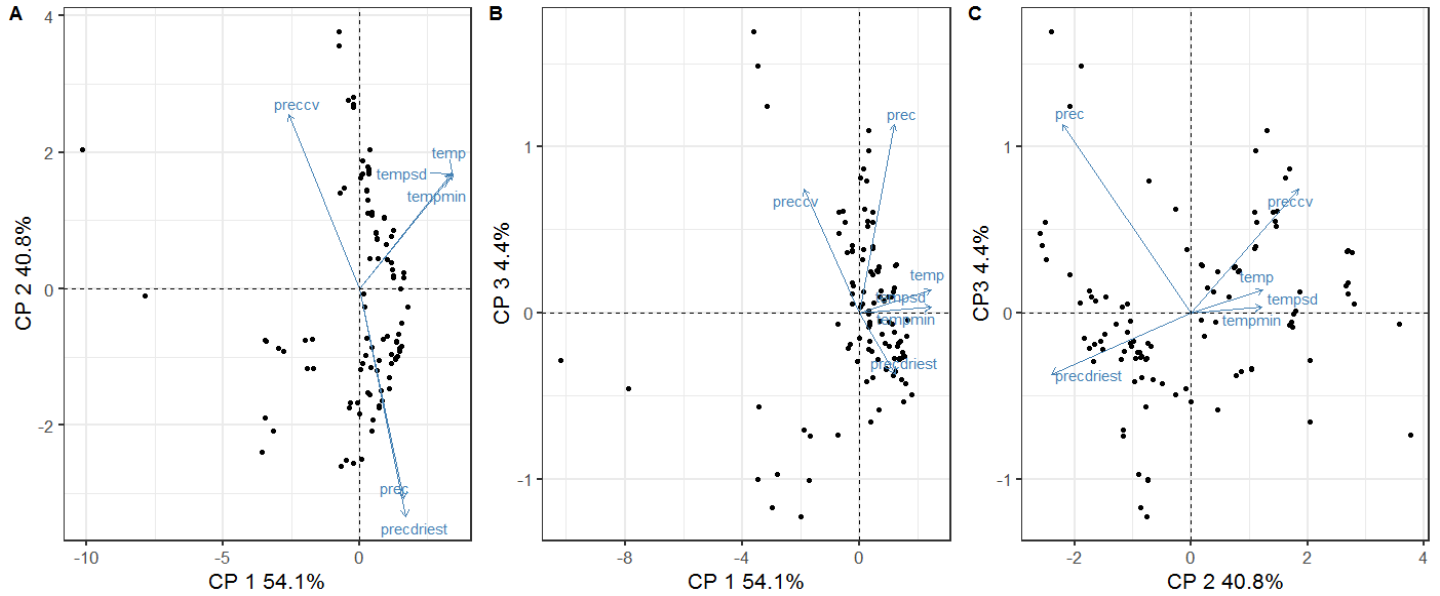 A
4
2
0
-2
CP 2 40.8%
preccv
temp
tempsd
tempmin
prec
precdriest
-10
-5
0
CP 1 54.1%
B
1
0
-1
CP 3 4.4%
prec
preccv
temp
tempsd
tempmin
precdriest
-8
-4
0
CP 1 54.1%
C
1
0
-1
CP3 4.4%
prec
preccv
temp
tempsd
tempmin
precdriest
-2
0
2
4
CP 2 40.8%